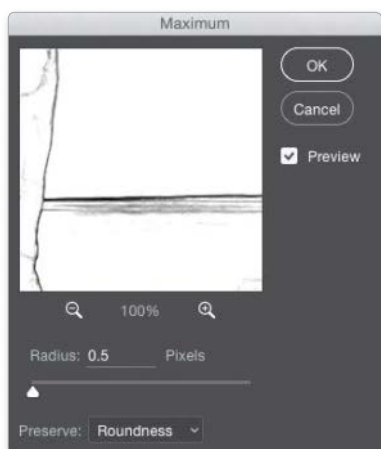 Maximum
OK
Cancel
Preview
100%
Radius: 0.5 Pixels
Preserve: Roundness